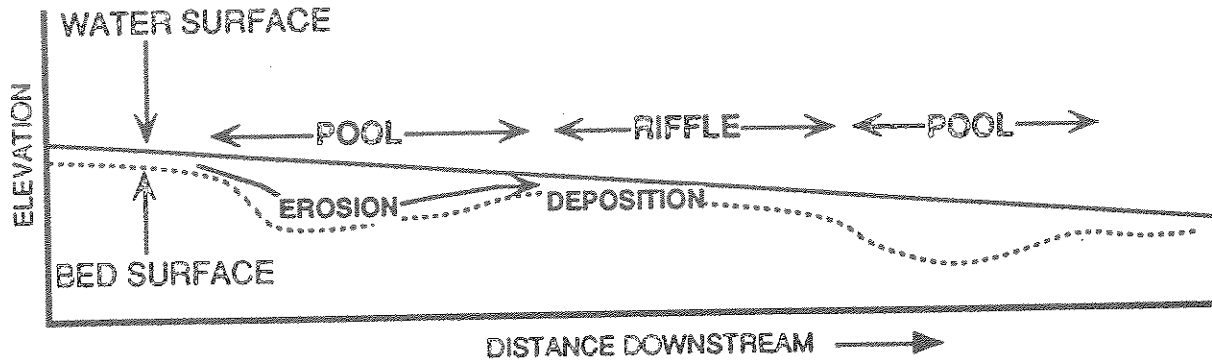 WATER SURFACE
POOL
RIFFLE
POOL
ELEVATION
EROSION
DEPOSITION
BED SURFACE
DISTANCE DOWNSTREAM